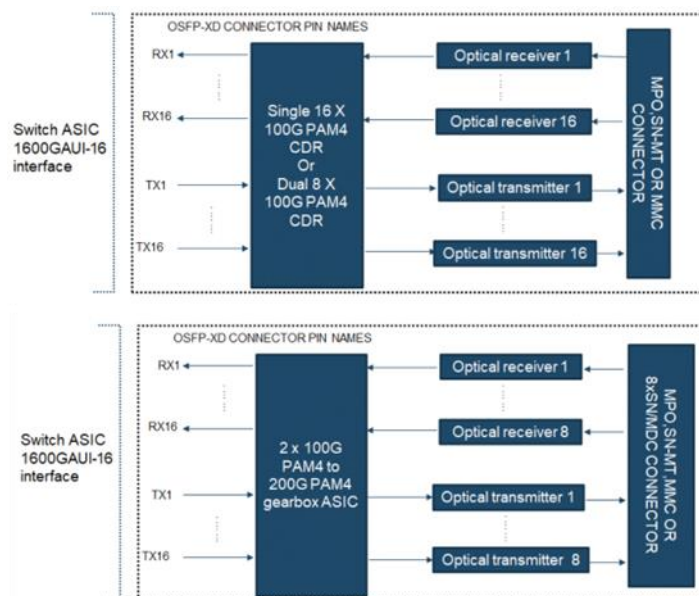 OSFP-XD CONNECTOR PIN NAMES
RX1
RX16
TX1
TX16
Switch ASIC
1600GAUI-16
interface
Single 16 X
100G PAM4
CDR
Or
Dual 8 X
100G PAM4
CDR
Optical receiver 1
Optical receiver 16
Optical transmitter 1
Optical transmitter 16
MPO,SN-MT OR MMC
CONNECTOR
OSFP-XD CONNECTOR PIN NAMES
RX1
RX16
TX1
TX16
Switch ASIC
1600GAUI-16
interface
2 x 100G
PAM4 to
200G PAM4
gearbox ASIC
Optical receiver 1
Optical receiver 8
Optical transmitter 1
Optical transmitter 8
MPO,SN-MT,MMC OR
8xSN/MDC CONNECTOR